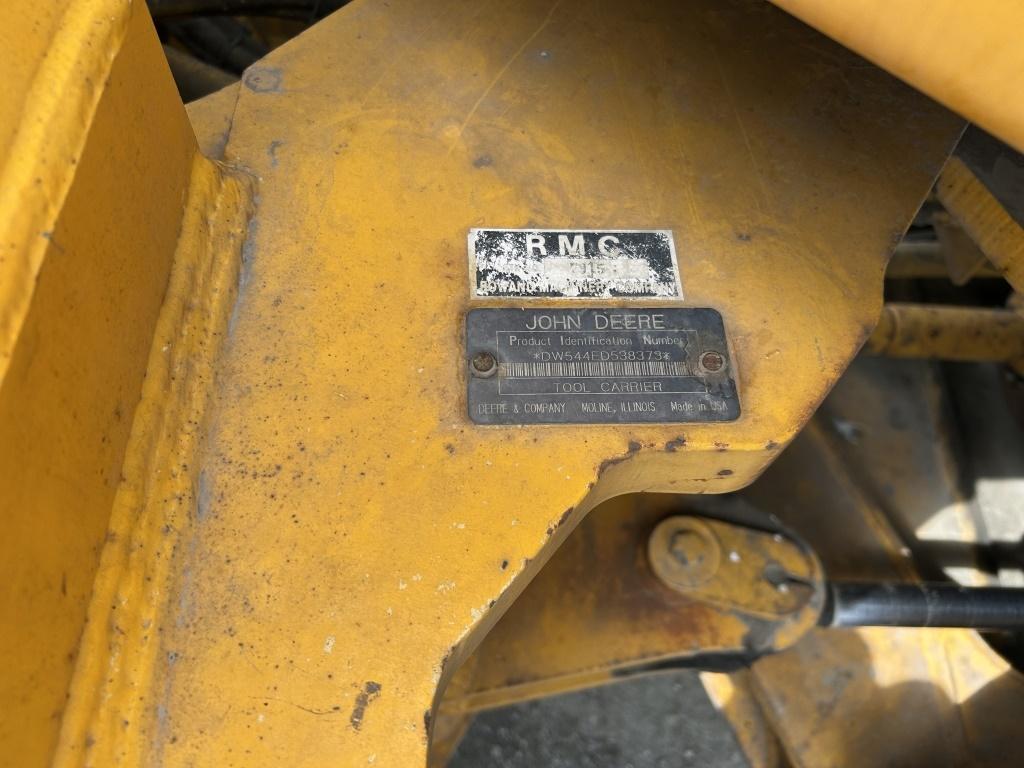 RMC
JOHN DEERE
Product Identification Number
*DW544ED538373*
TOOL CARRIER
DEERE & COMPANY MOLINE, ILLINOIS Made in USA